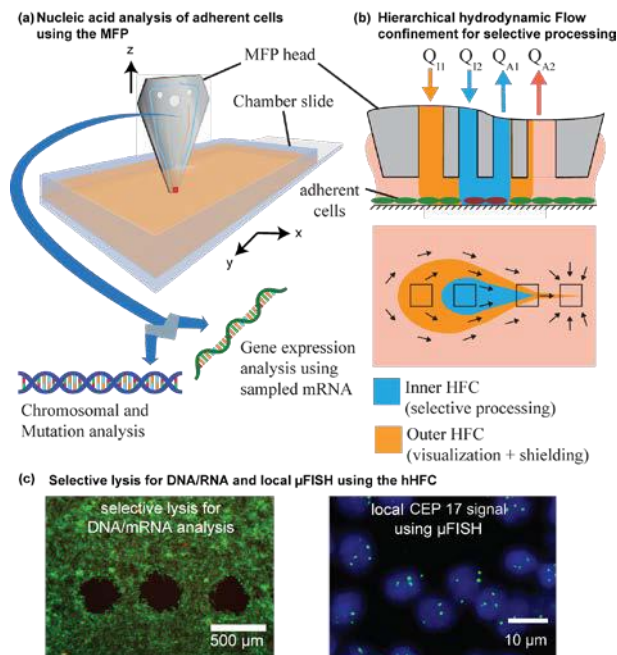 (a) Nucleic acid analysis of adherent cells
using the MFP
(b) Hierarchical hydrodynamic Flow
confinement for selective processing
z
MFP head
Chamber slide
x
y
Q_I1 Q_I2 Q_A1 Q_A2
adherent
cells
Gene expression
analysis using
sampled mRNA
Chromosomal and
Mutation analysis
Inner HFC
(selective processing)
Outer HFC
(visualization + shielding)
(c) Selective lysis for DNA/RNA and local µFISH using the hHFC
selective lysis for
DNA/mRNA analysis
500 µm
local CEP 17 signal
using µFISH
10 µm